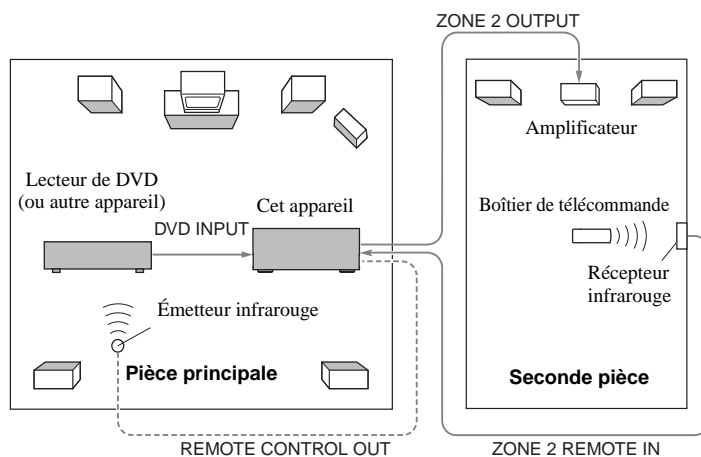 ZONE 2 OUTPUT
Amplificateur
Lecteur de DVD
(ou autre appareil)
Cet appareil
DVD INPUT
Boîtier de télécommande
Récepteur
infrarouge
Émetteur infrarouge
Pièce principale
Seconde pièce
REMOTE CONTROL OUT
ZONE 2 REMOTE IN